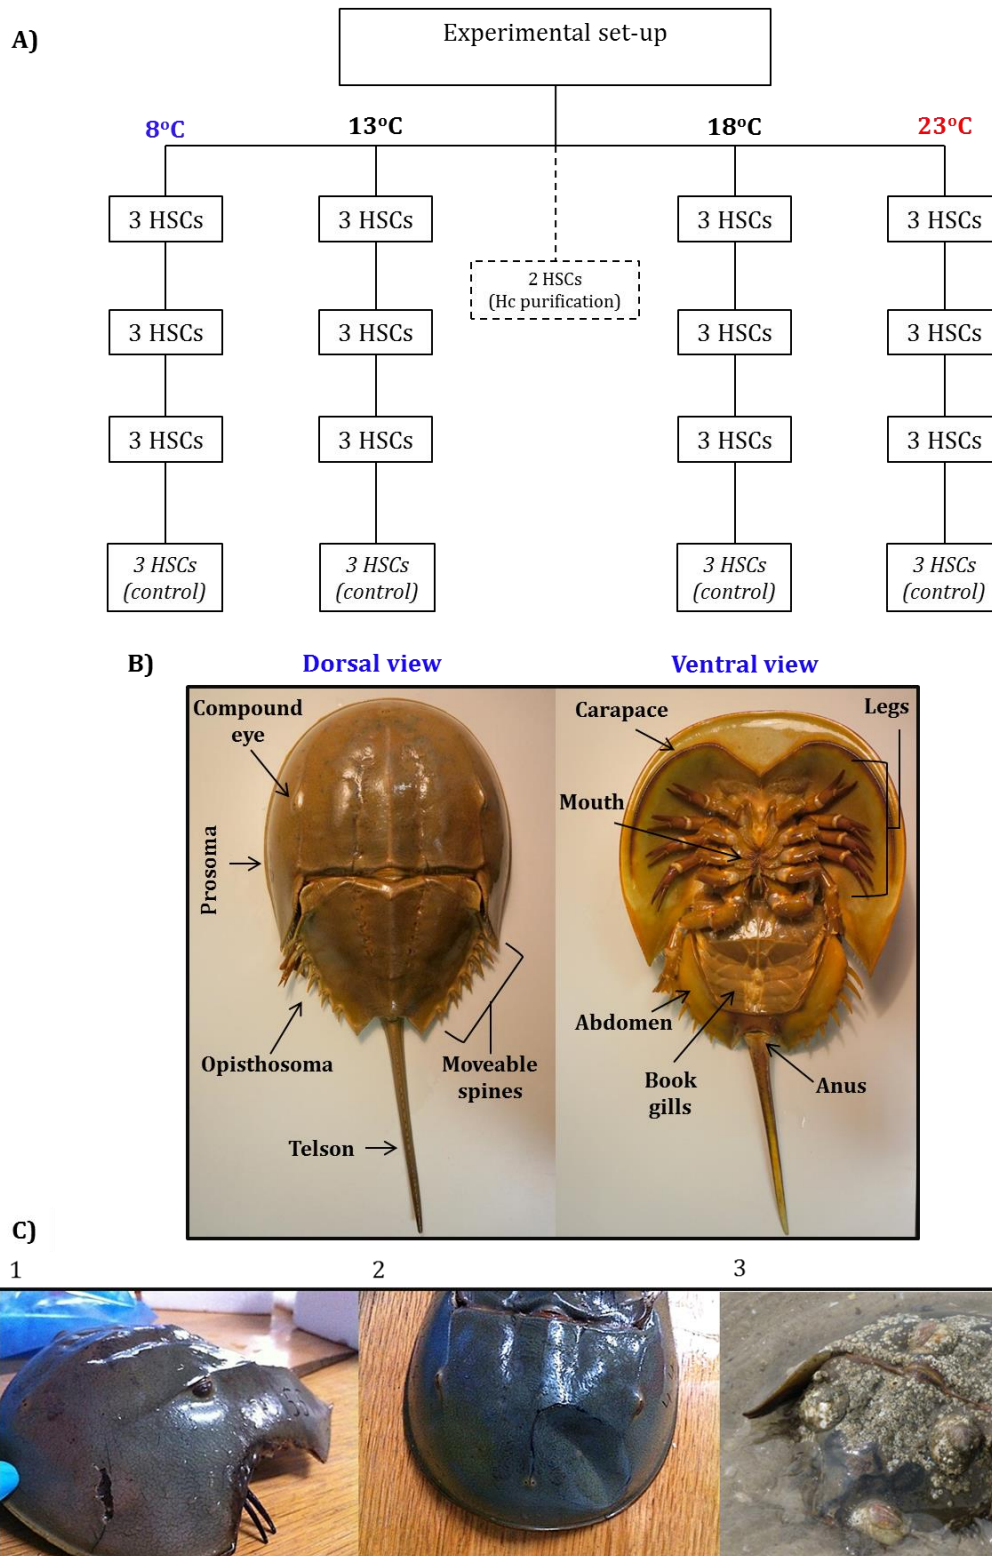 A)
Experimental set-up
8°C
13°C
18°C
23°C
3 HSCs
3 HSCs
3 HSCs
3 HSCs
2 HSCs
(Hc purification)
3 HSCs
3 HSCs
3 HSCs
3 HSCs
3 HSCs
3 HSCs
3 HSCs
3 HSCs
3 HSCs
(control)
3 HSCs
(control)
3 HSCs
(control)
3 HSCs
(control)
B)
Dorsal view
Ventral view
Compound
eye
Prosoma
Opisthosoma
Moveable
spines
Telson
Carapace
Legs
Mouth
Abdomen
Book
gills
Anus
C)
1
2
3